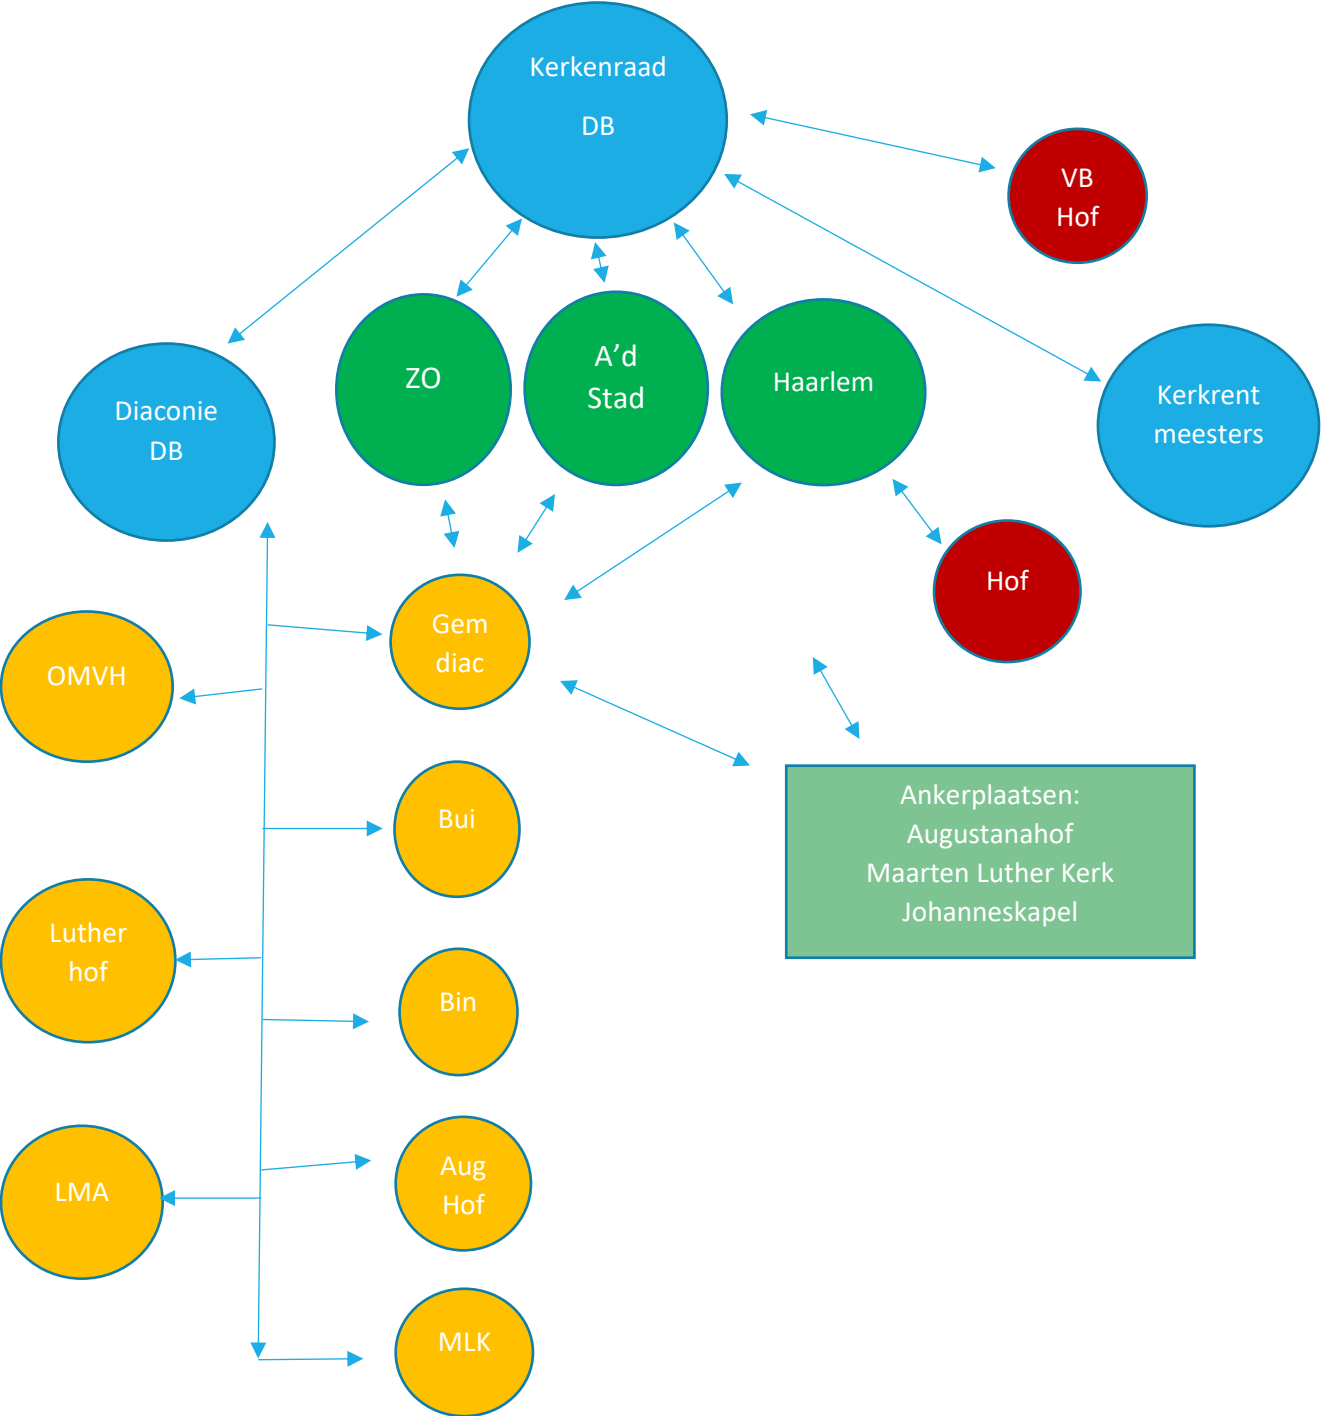 Kerkenraad
DB
VB
Hof
ZO
A'd
Stad
Haarlem
Diaconie
DB
Kerkrent
meesters
Hof
Gem
diac
OMVH
Bui
Ankerplaatsen:
Augustanahof
Maarten Luther Kerk
Johanneskapel
Luther
hof
Bin
Aug
Hof
LMA
MLK